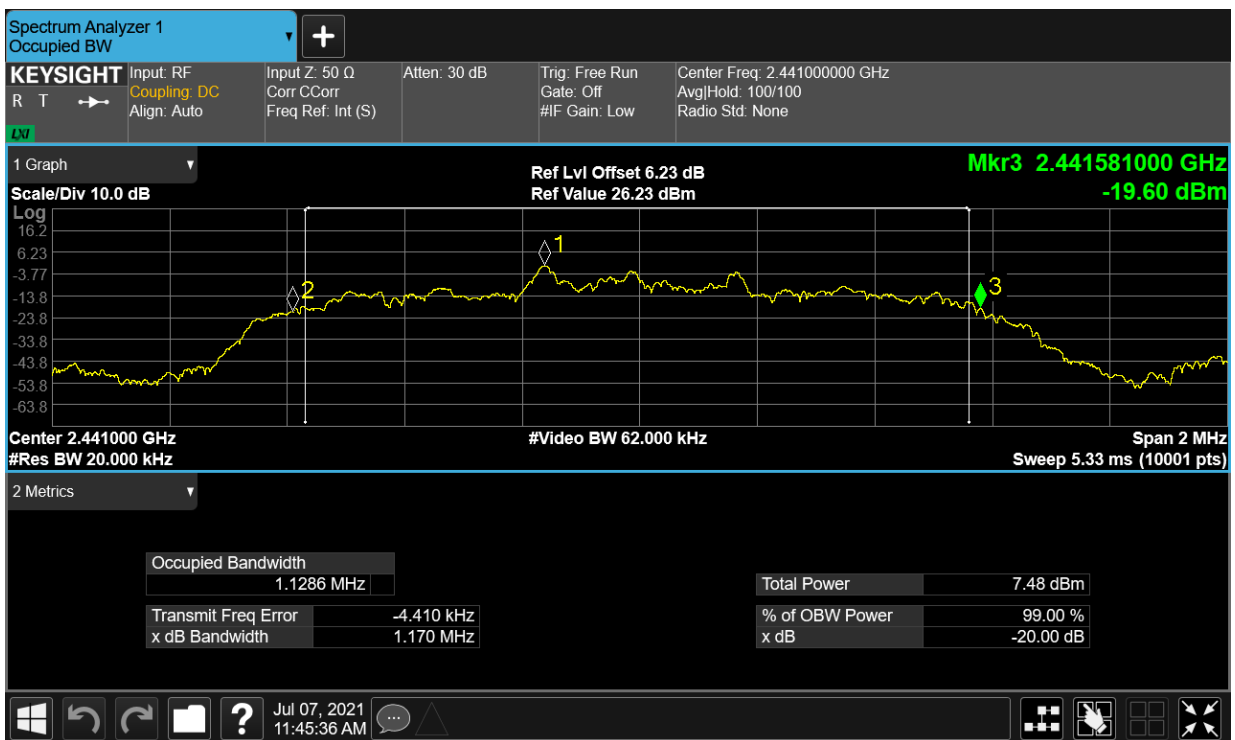 Spectrum Analyzer 1
Occupied BW
▼
+
KEYSIGHT
R T
LXI
Input: RF
Coupling: DC
Align: Auto
Input Z: 50 Ω
Corr CCorr
Freq Ref: Int (S)
Atten: 30 dB
Trig: Free Run
Gate: Off
#IF Gain: Low
Center Freq: 2.441000000 GHz
Avg|Hold: 100/100
Radio Std: None
1 Graph ▼
Scale/Div 10.0 dB
Ref Lvl Offset 6.23 dB
Ref Value 26.23 dBm
Mkr3 2.441581000 GHz
-19.60 dBm
Log
16.2
6.23
-3.77
-13.8
-23.8
-33.8
-43.8
-53.8
-63.8
1
2
3
Center 2.441000 GHz
#Res BW 20.000 kHz
#Video BW 62.000 kHz
Span 2 MHz
Sweep 5.33 ms (10001 pts)
2 Metrics ▼
Occupied Bandwidth
1.1286 MHz
Transmit Freq Error -4.410 kHz
x dB Bandwidth 1.170 MHz
Total Power 7.48 dBm
% of OBW Power 99.00 %
x dB -20.00 dB
?
Jul 07, 2021
11:45:36 AM